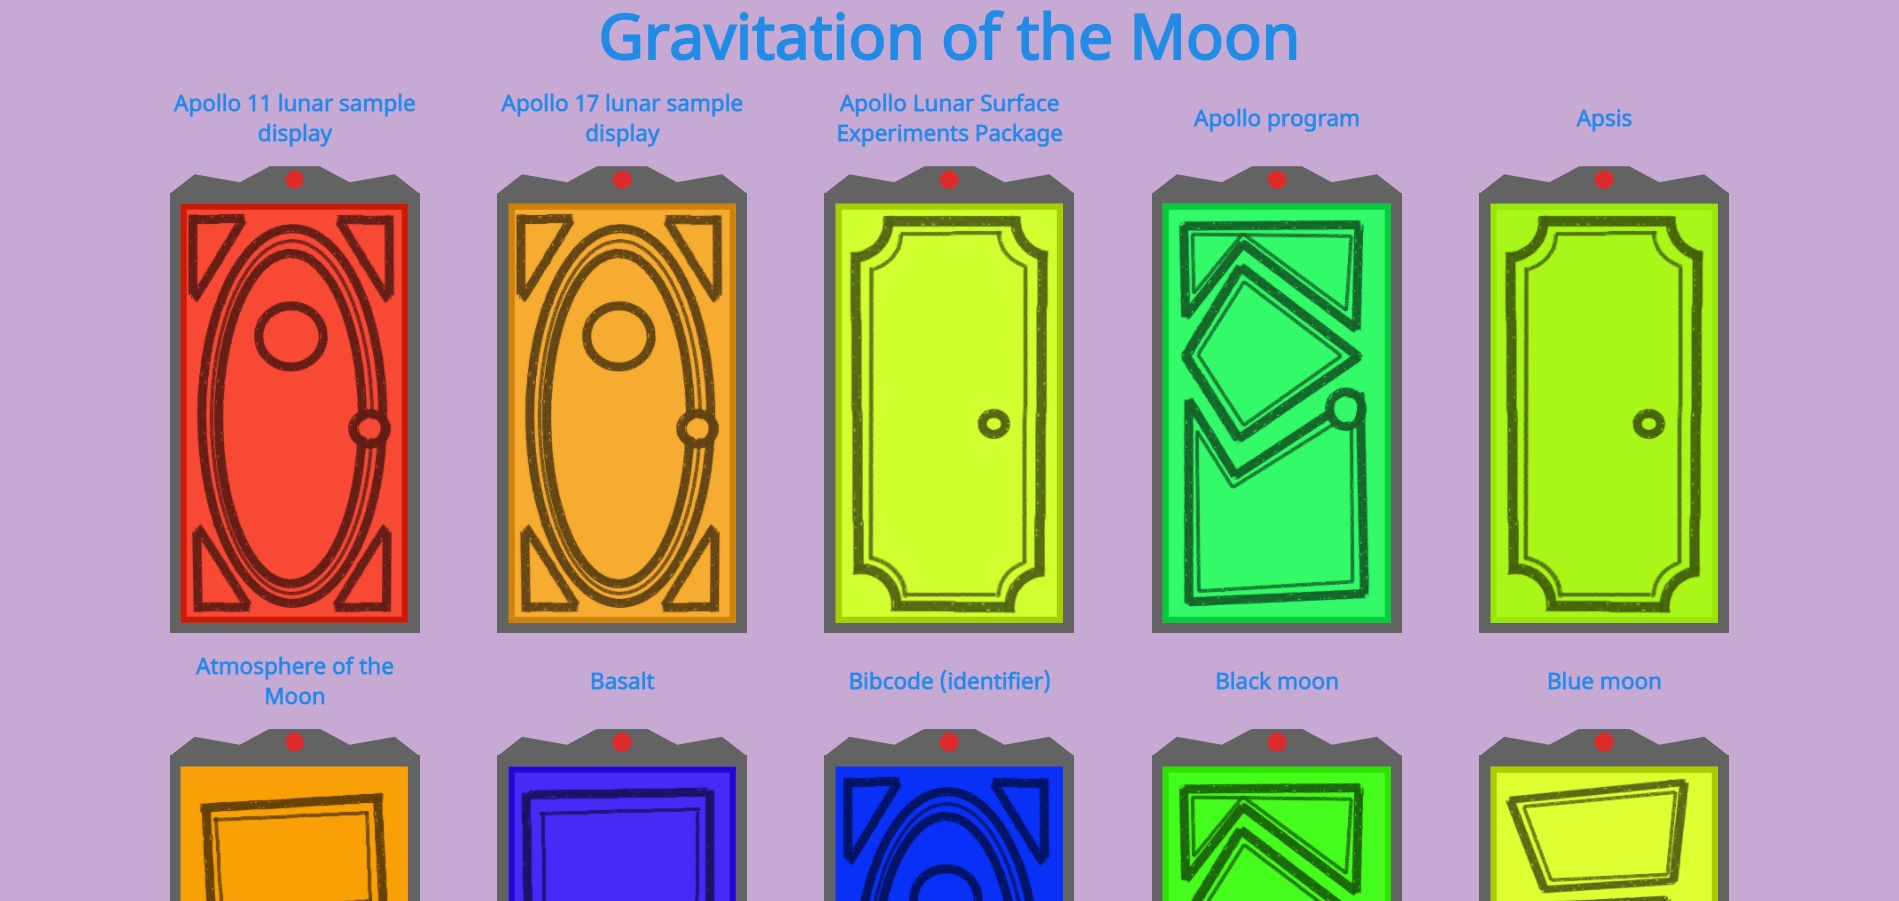 Gravitation of the Moon
Apollo 11 lunar sample
display
Apollo 17 lunar sample
display
Apollo Lunar Surface
Experiments Package
Apollo program
Apsis
Atmosphere of the
Moon
Basalt
Bibcode (identifier)
Black moon
Blue moon